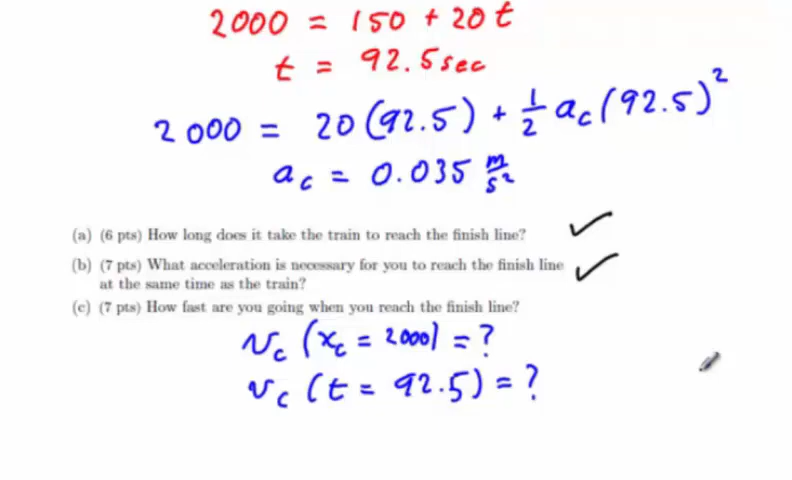 2000 = 150 + 20t
t = 92.5 sec
2000 = 20(92.5) + 1/2 a_c(92.5)^2
a_c = 0.035 m/s^2
(a) (6 pts) How long does it take the train to reach the finish line?
(b) (7 pts) What acceleration is necessary for you to reach the finish line
at the same time as the train?
(c) (7 pts) How fast are you going when you reach the finish line?
v_c (x_c = 2000) = ?
v_c (t = 92.5) = ?